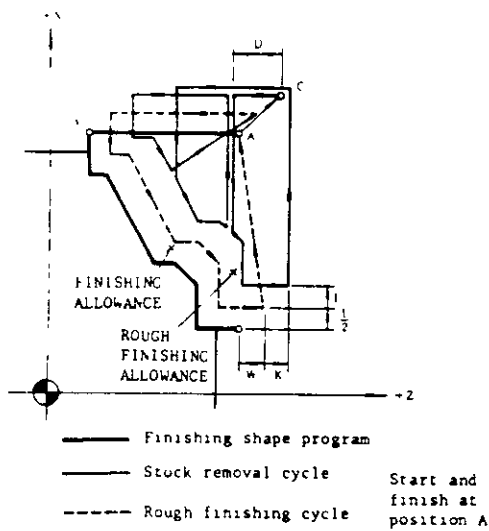 +X
D
C
A
FINISHING
ALLOWANCE
ROUGH
FINISHING
ALLOWANCE
I
1/2
W
K
+Z
Finishing shape program
Stock removal cycle
Rough finishing cycle
Start and
finish at
position A